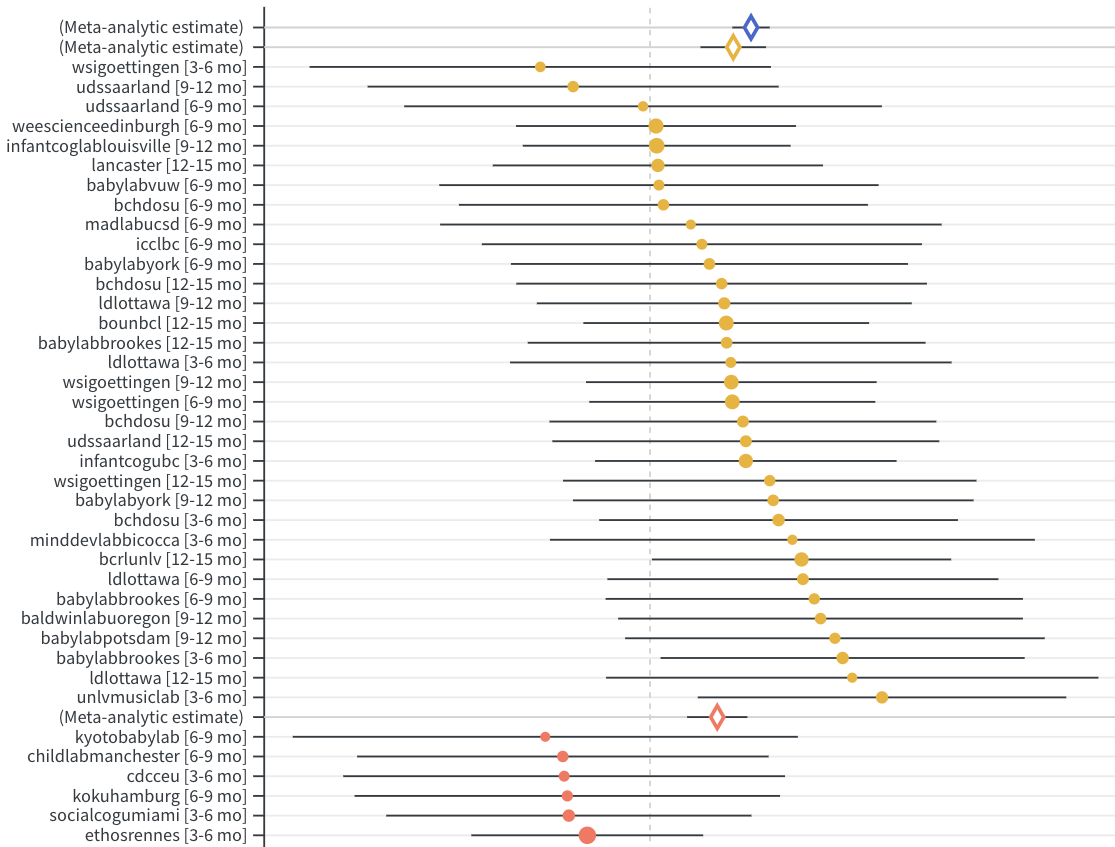 (Meta-analytic estimate)
(Meta-analytic estimate)
wsigoettingen [3-6 mo]
udssaarland [9-12 mo]
udssaarland [6-9 mo]
weescienceedinburgh [6-9 mo]
infantcoglablouisville [9-12 mo]
lancaster [12-15 mo]
babylabvuw [6-9 mo]
bchdosu [6-9 mo]
madlabucsd [6-9 mo]
icclbc [6-9 mo]
babylabyork [6-9 mo]
bchdosu [12-15 mo]
ldlottawa [9-12 mo]
bounbcl [12-15 mo]
babylabbrookes [12-15 mo]
ldlottawa [3-6 mo]
wsigoettingen [9-12 mo]
wsigoettingen [6-9 mo]
bchdosu [9-12 mo]
udssaarland [12-15 mo]
infantcogubc [3-6 mo]
wsigoettingen [12-15 mo]
babylabyork [9-12 mo]
bchdosu [3-6 mo]
minddevlabbicocca [3-6 mo]
bcrlunlv [12-15 mo]
ldlottawa [6-9 mo]
babylabbrookes [6-9 mo]
baldwinlabuoregon [9-12 mo]
babylabpotsdam [9-12 mo]
babylabbrookes [3-6 mo]
ldlottawa [12-15 mo]
unlvmusiclab [3-6 mo]
(Meta-analytic estimate)
kyotobabylab [6-9 mo]
childlabmanchester [6-9 mo]
cdcceu [3-6 mo]
kokuhamburg [6-9 mo]
socialcogumiami [3-6 mo]
ethosrennes [3-6 mo]